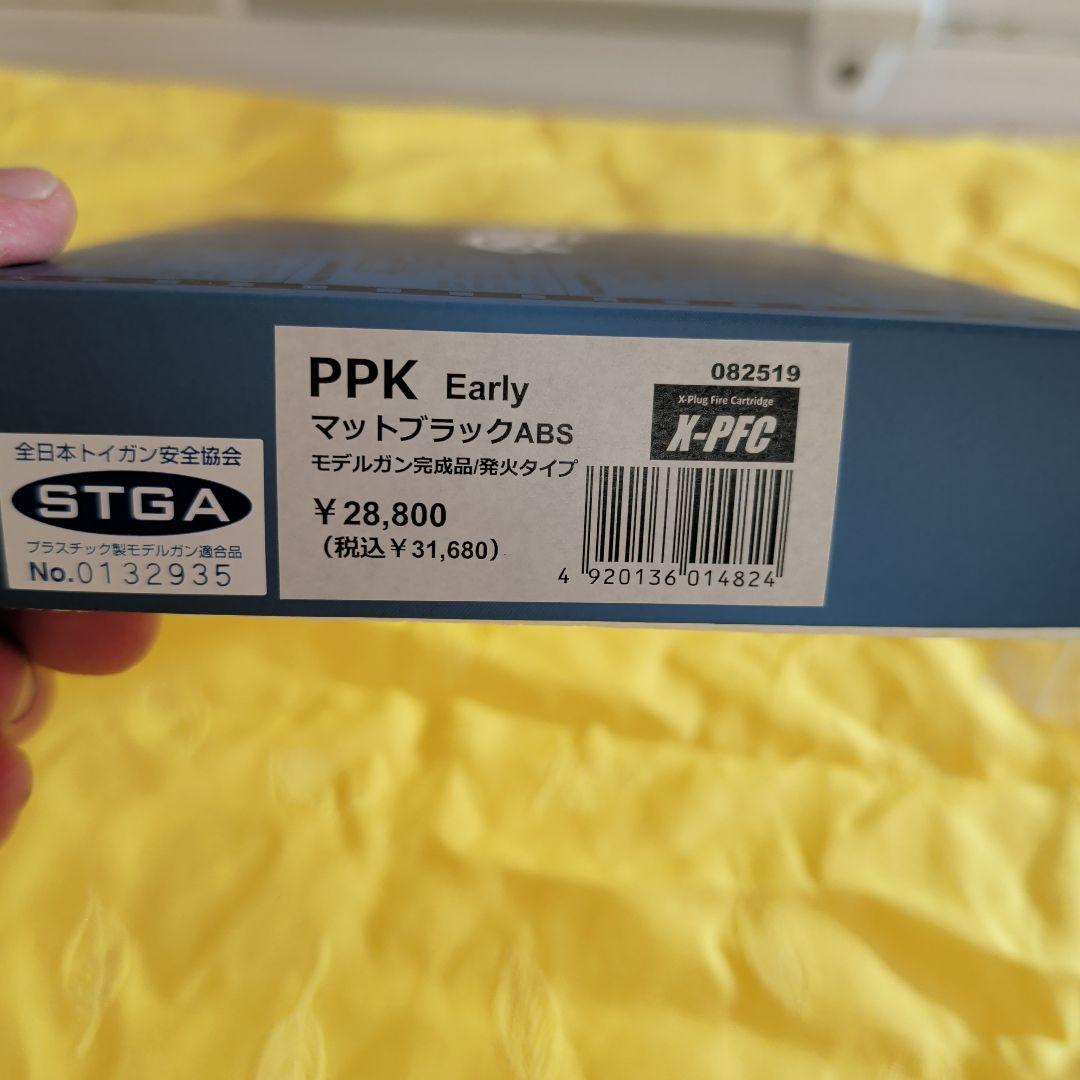 全日本トイガン安全協会
STGA
プラスチック製モデルガン適合品
No.0132935
PPK Early
マットブラックABS
モデルガン完成品/発火タイプ
￥28,800
（税込￥31,680）
082519
X-Plug Fire Cartridge
X-PFC
4 920136 014824